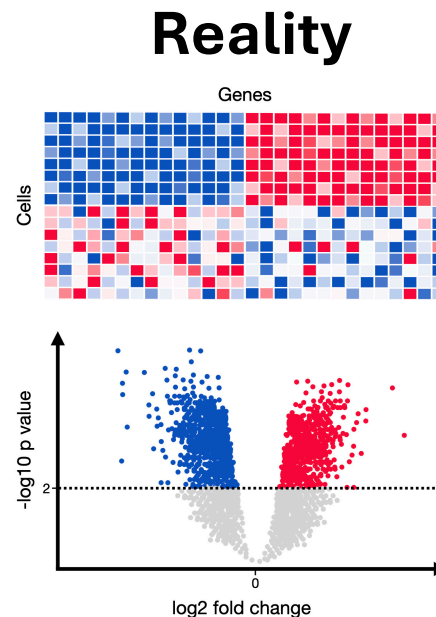 Reality
Genes
Cells
-log10 p value
2
0
log2 fold change